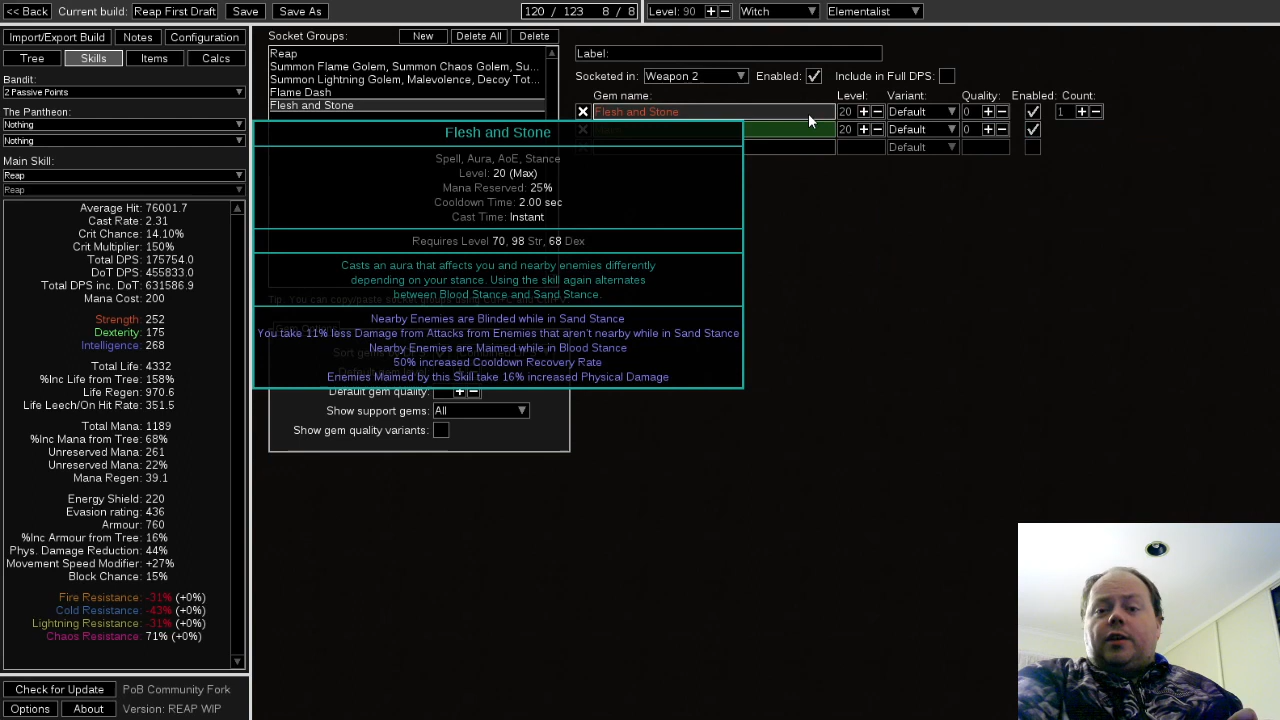 << Back Current build: Reap First Draft Save Save As 120 / 123 8 / 8 Level: 90 Witch Elementalist
Import/Export Build Notes Configuration
Tree Skills Items Calcs
Bandit:
2 Passive Points
The Pantheon:
Nothing
Nothing
Main Skill:
Reap
Reap
Average Hit: 76001.7
Cast Rate: 2.31
Crit Chance: 14.10%
Crit Multiplier: 150%
Total DPS: 175754.0
DoT DPS: 455833.0
Total DPS inc. DoT: 631586.9
Mana Cost: 200
Strength: 252
Dexterity: 175
Intelligence: 268
Total Life: 4332
%Inc Life from Tree: 158%
Life Regen: 970.6
Life Leech/On Hit Rate: 351.5
Total Mana: 1189
%Inc Mana from Tree: 68%
Unreserved Mana: 261
Unreserved Mana: 22%
Mana Regen: 39.1
Energy Shield: 220
Evasion rating: 436
Armour: 760
%Inc Armour from Tree: 16%
Phys. Damage Reduction: 44%
Movement Speed Modifier: +27%
Block Chance: 15%
Fire Resistance: -31% (+0%)
Cold Resistance: -43% (+0%)
Lightning Resistance: -31% (+0%)
Chaos Resistance: 71% (+0%)
Check for Update PoB Community Fork
Options About Version: REAP WIP
Socket Groups: New Delete All Delete
Reap
Summon Flame Golem, Summon Chaos Golem, Su...
Summon Lightning Golem, Malevolence, Decoy Tot...
Flame Dash
Flesh and Stone
Label:
Socketed in: Weapon 2 Enabled: Include in Full DPS:
Gem name: Level: Variant: Quality: Enabled: Count:
Flesh and Stone 20 Default 0 1
20 Default 0
Default
Flesh and Stone
Spell, Aura, AoE, Stance
Level: 20 (Max)
Mana Reserved: 25%
Cooldown Time: 2.00 sec
Cast Time: Instant
Requires Level 70, 98 Str, 68 Dex
Casts an aura that affects you and nearby enemies differently
depending on your stance. Using the skill again alternates
between Blood Stance and Sand Stance.
Nearby Enemies are Blinded while in Sand Stance
You take 11% less Damage from Attacks from Enemies that aren't nearby while in Sand Stance
Nearby Enemies are Maimed while in Blood Stance
50% increased Cooldown Recovery Rate
Enemies Maimed by this Skill take 16% increased Physical Damage
Default gem quality:
Show support gems: All
Show gem quality variants: